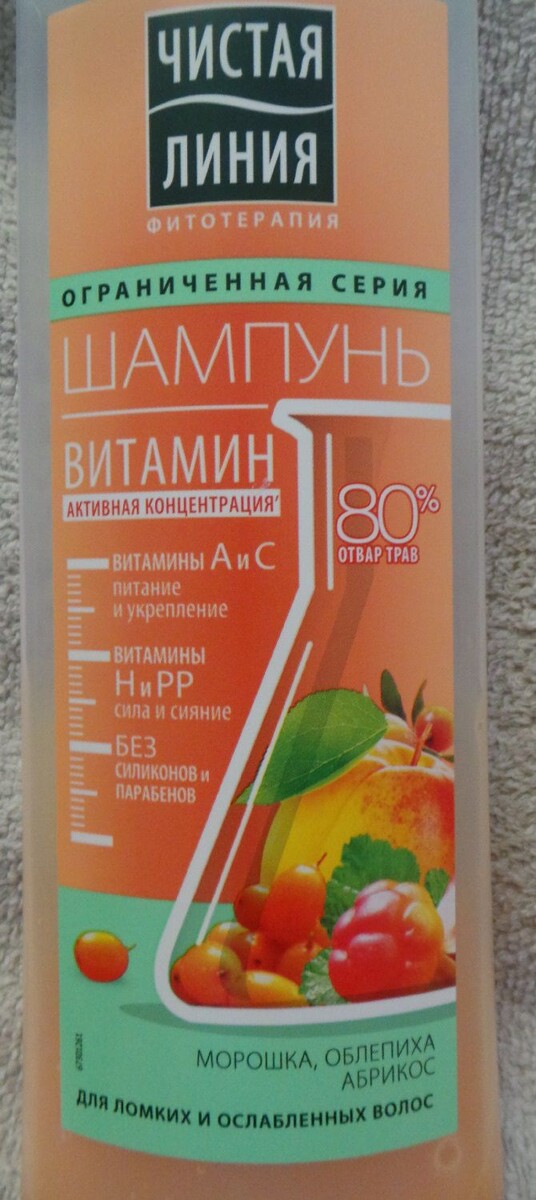 ЧИСТАЯ
ЛИНИЯ
ФИТОТЕРАПИЯ
ОГРАНИЧЕННАЯ СЕРИЯ
ШАМПУНЬ
ВИТАМИН
АКТИВНАЯ КОНЦЕНТРАЦИЯ*
80%
ОТВАР ТРАВ
ВИТАМИНЫ А и С
питание
и укрепление
ВИТАМИНЫ
Н и РР
сила и сияние
БЕЗ
СИЛИКОНОВ и
ПАРАБЕНОВ
МОРОШКА, ОБЛЕПИХА
АБРИКОС
ДЛЯ ЛОМКИХ И ОСЛАБЛЕННЫХ ВОЛОС